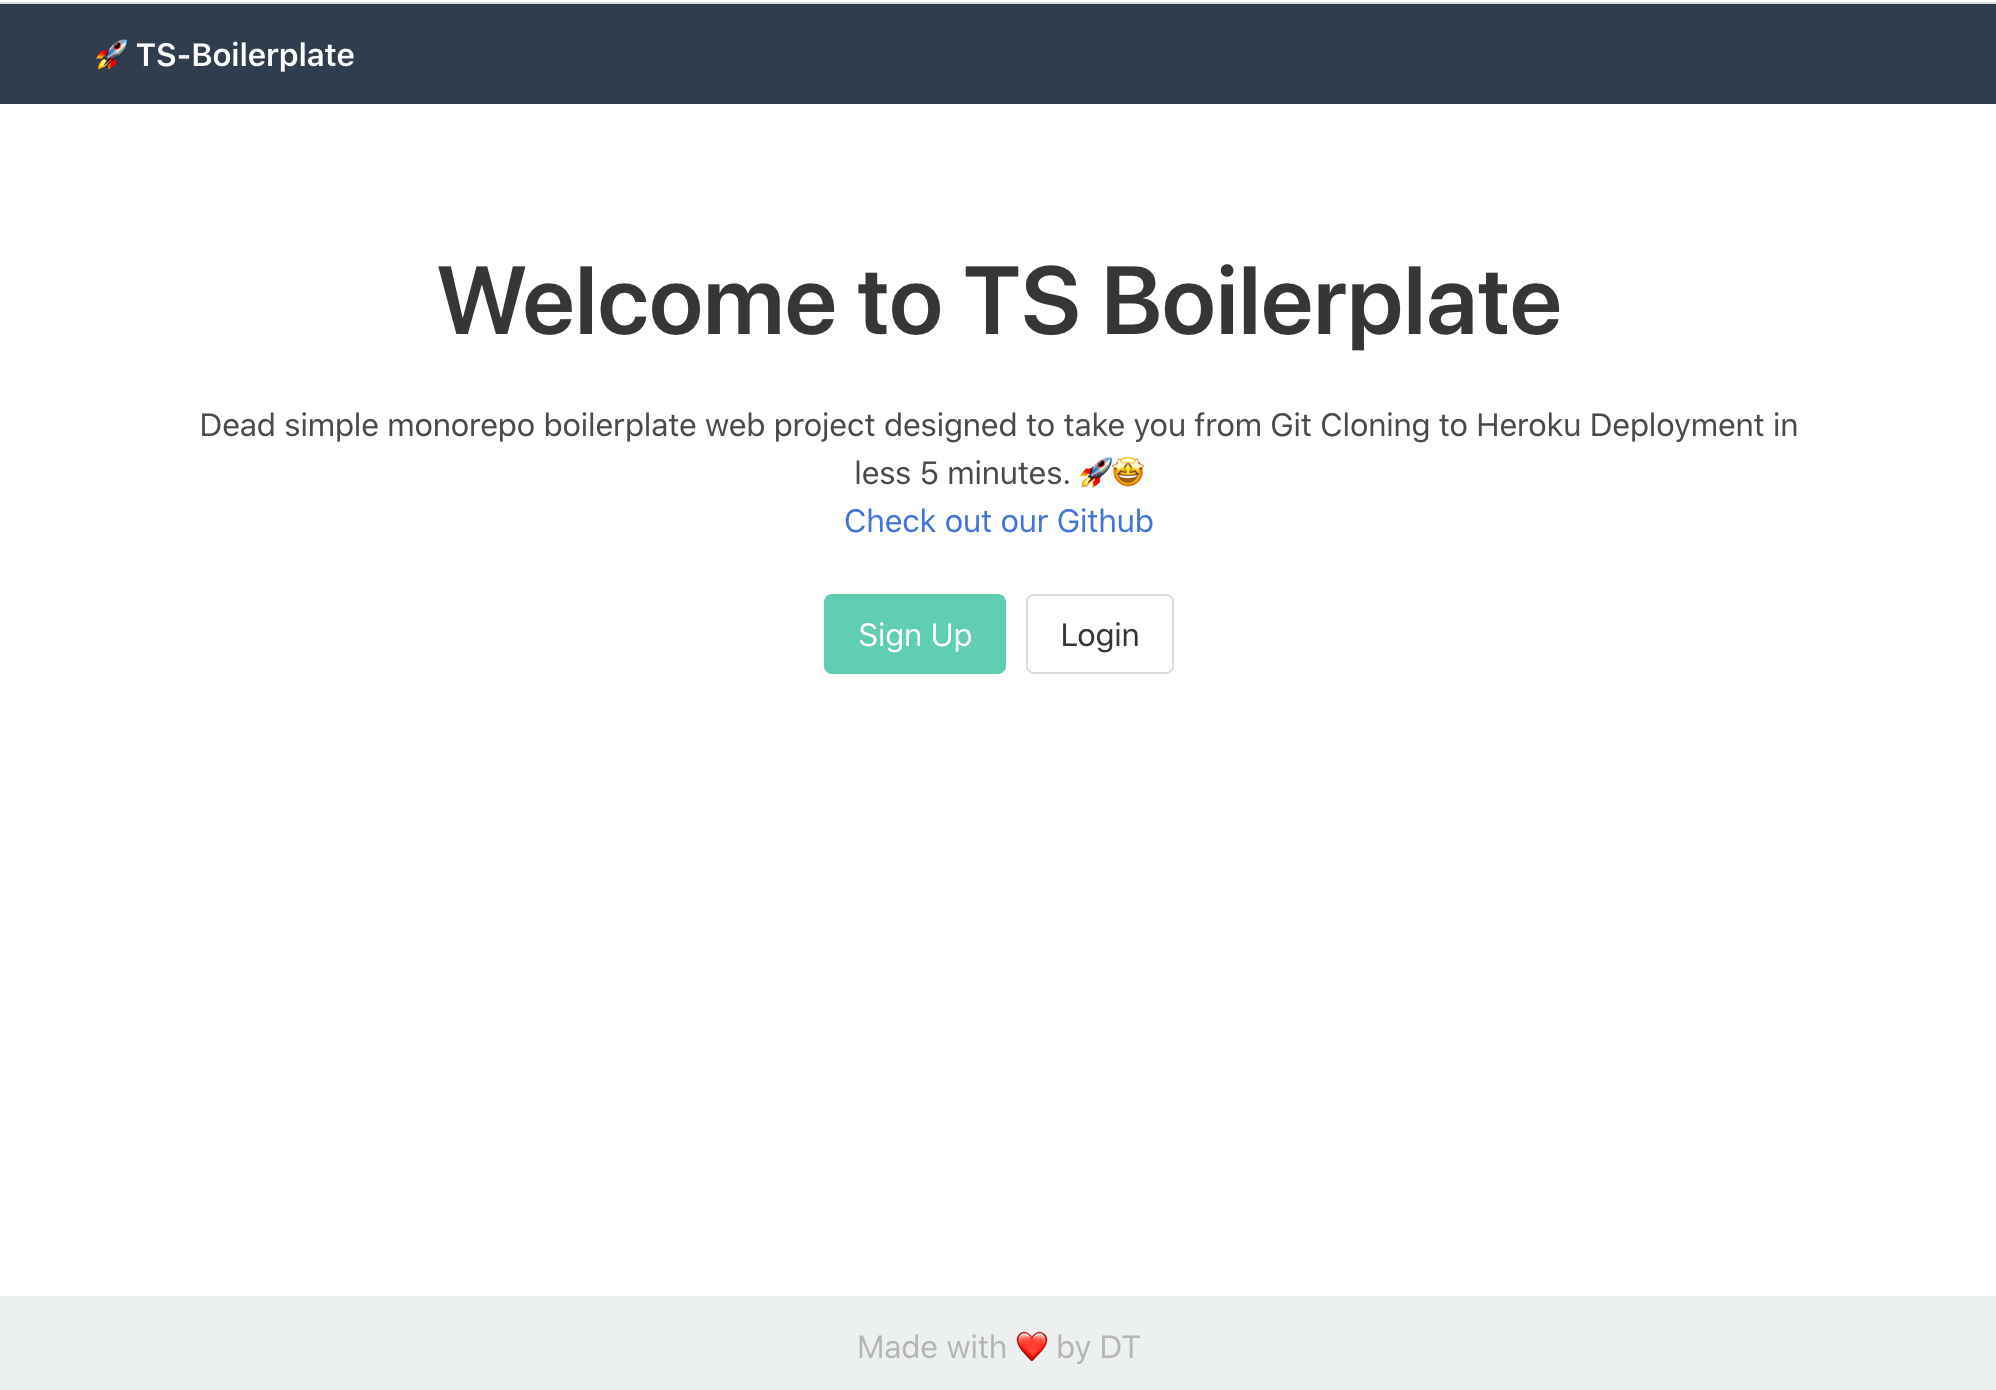 🚀 TS-Boilerplate
Welcome to TS Boilerplate
Dead simple monorepo boilerplate web project designed to take you from Git Cloning to Heroku Deployment in
less 5 minutes. 🚀🤩
Check out our Github
Sign Up
Login
Made with ❤️ by DT